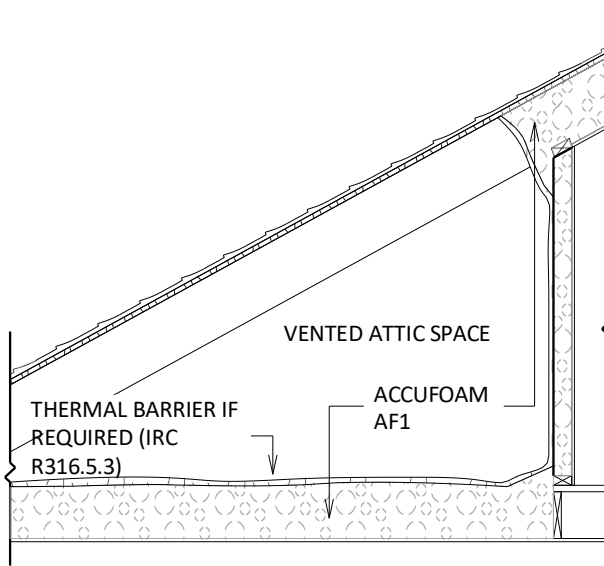 VENTED ATTIC SPACE
THERMAL BARRIER IF
REQUIRED (IRC
R316.5.3)
ACCUFOAM
AF1